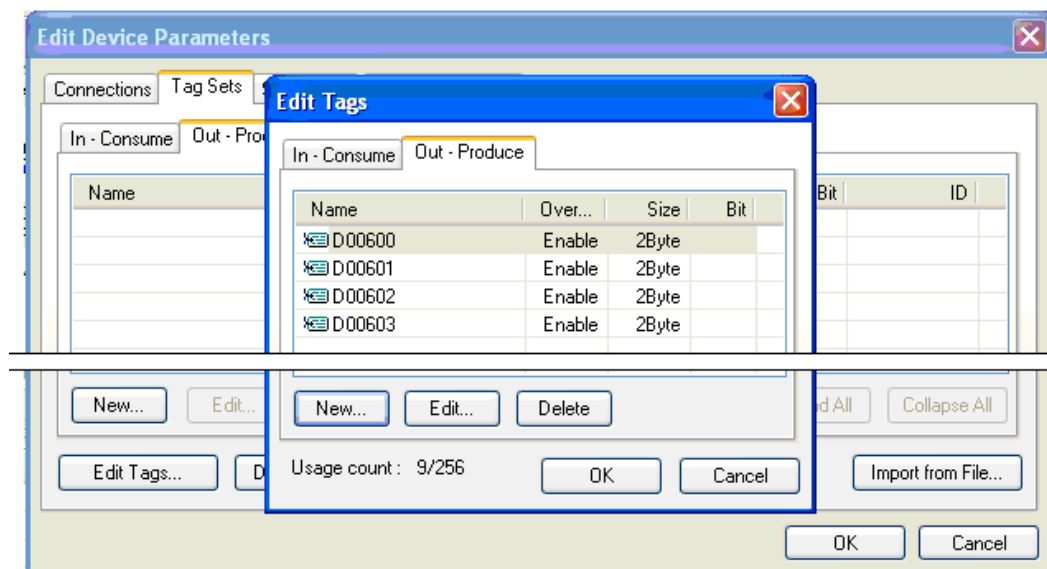 Edit Device Parameters
Connections Tag Sets
In - Consume Out - Pro
Name Bit ID
Edit Tags
In - Consume Out - Produce
Name Over... Size Bit
D00600 Enable 2Byte
D00601 Enable 2Byte
D00602 Enable 2Byte
D00603 Enable 2Byte
New... Edit... Delete
Usage count : 9/256 OK Cancel
New... Edit... d All Collapse All
Edit Tags... D Import from File...
OK Cancel